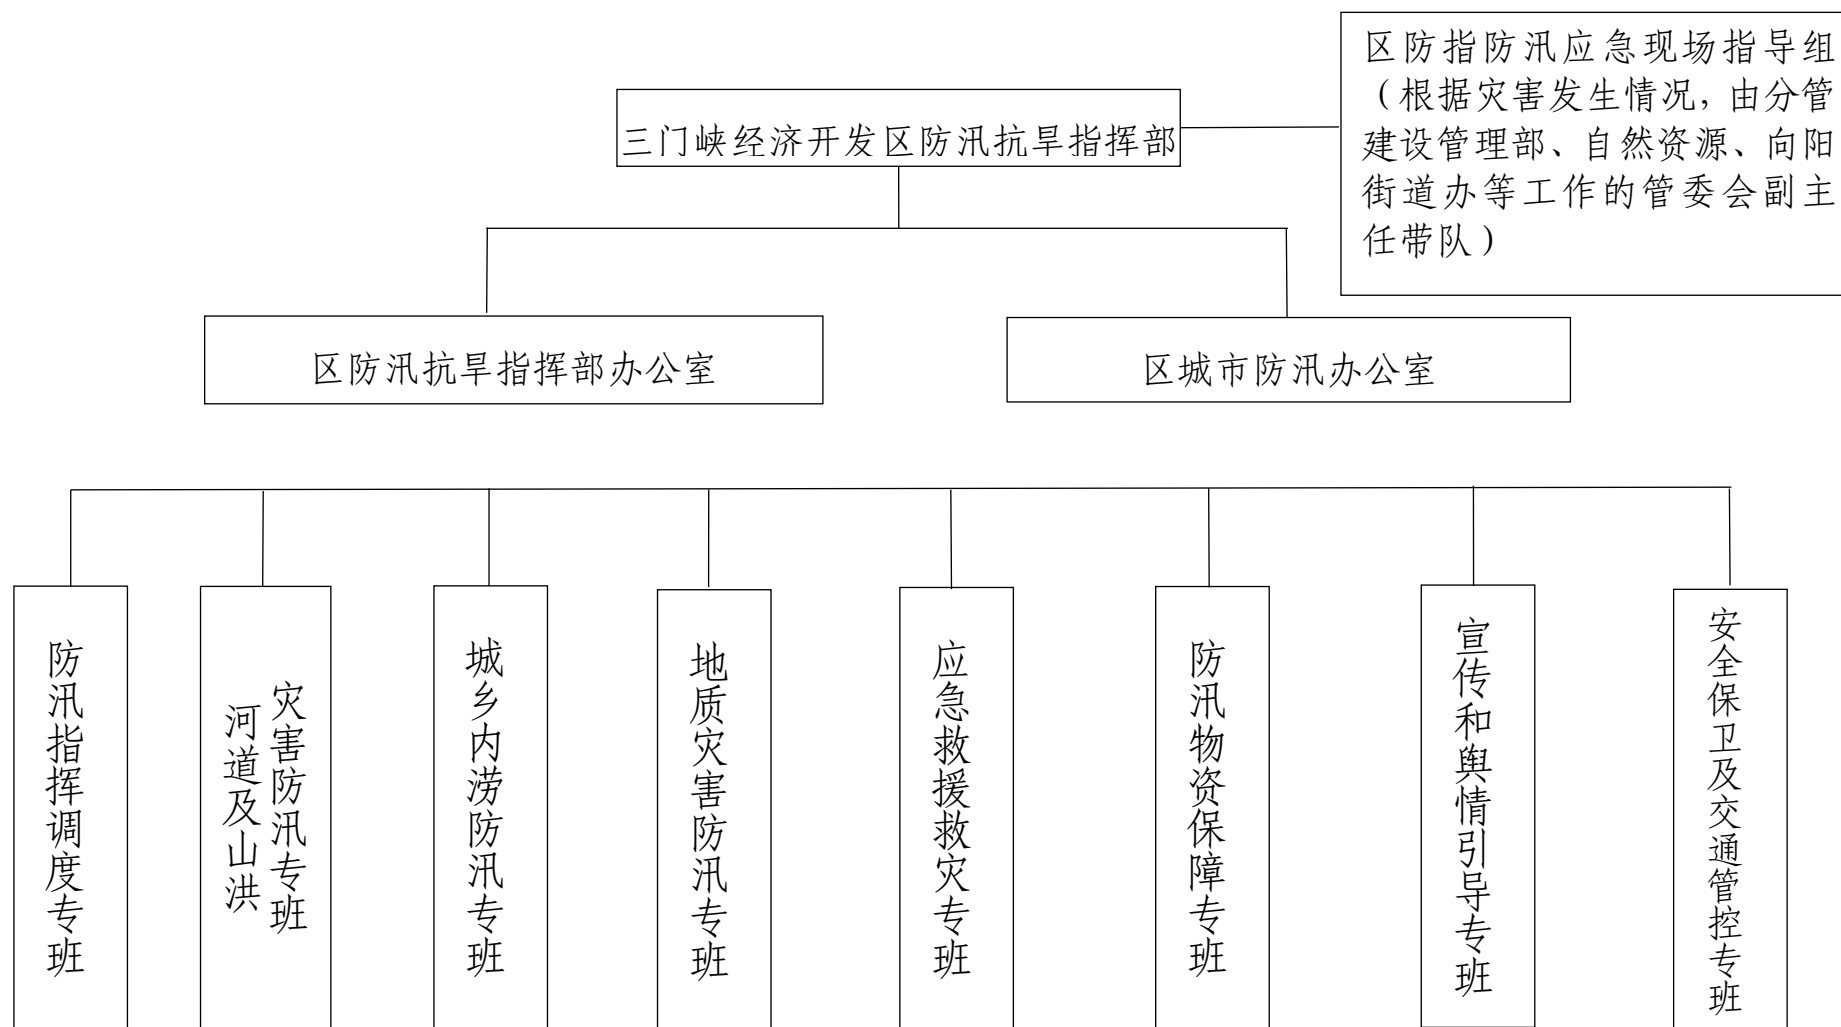 区防指防汛应急现场指导组
（根据灾害发生情况，由分管
建设管理部、自然资源、向阳
街道办等工作的管委会副主
任带队）
三门峡经济开发区防汛抗旱指挥部
区防汛抗旱指挥部办公室
区城市防汛办公室
防汛指挥调度专班
河道及山洪
灾害防汛专班
城乡内涝防汛专班
地质灾害防汛专班
应急救援救灾专班
防汛物资保障专班
宣传和舆情引导专班
安全保卫及交通管控专班